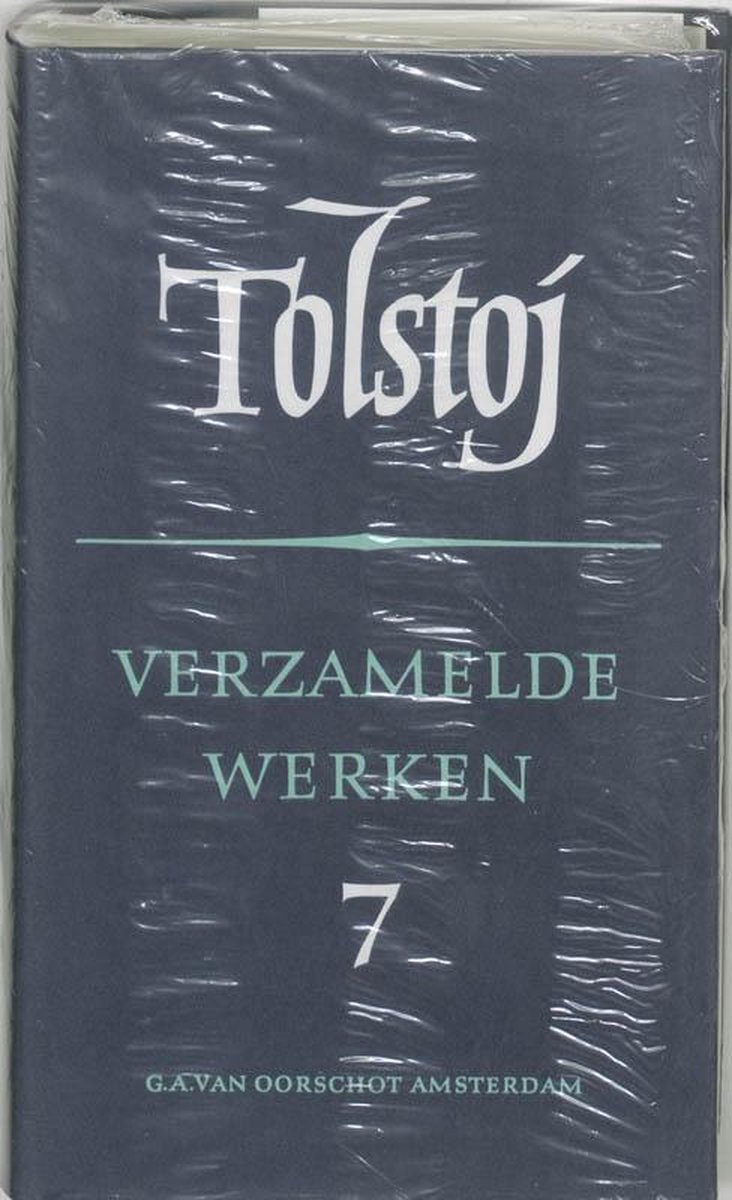 Tolstoj
VERZAMELDE
WERKEN
7
G.A.VAN OORSCHOT AMSTERDAM